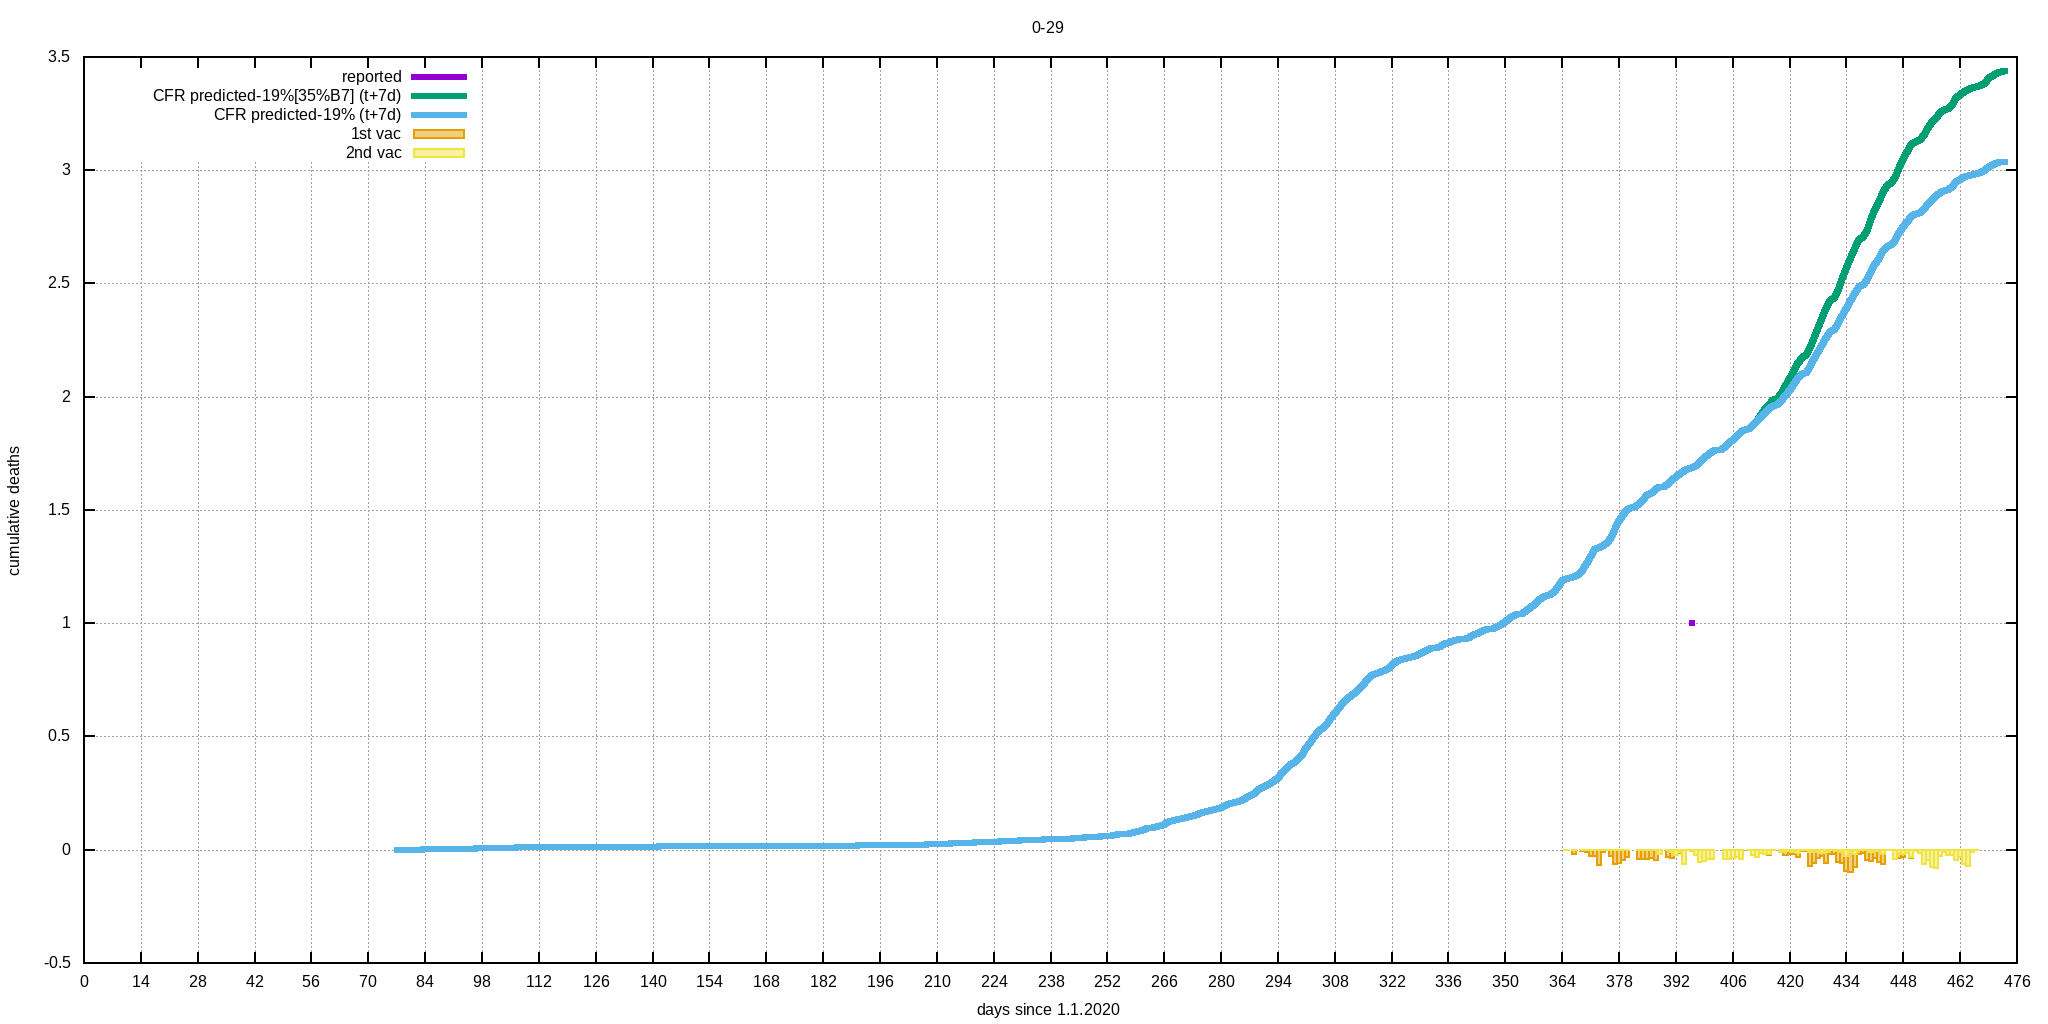 0-29
3.5
3
2.5
2
1.5
1
0.5
0
-0.5
cumulative deaths
reported
CFR predicted-19%[35%B7] (t+7d)
CFR predicted-19% (t+7d)
1st vac
2nd vac
0 14 28 42 56 70 84 98 112 126 140 154 168 182 196 210 224 238 252 266 280 294 308 322 336 350 364 378 392 406 420 434 448 462 476
days since 1.1.2020